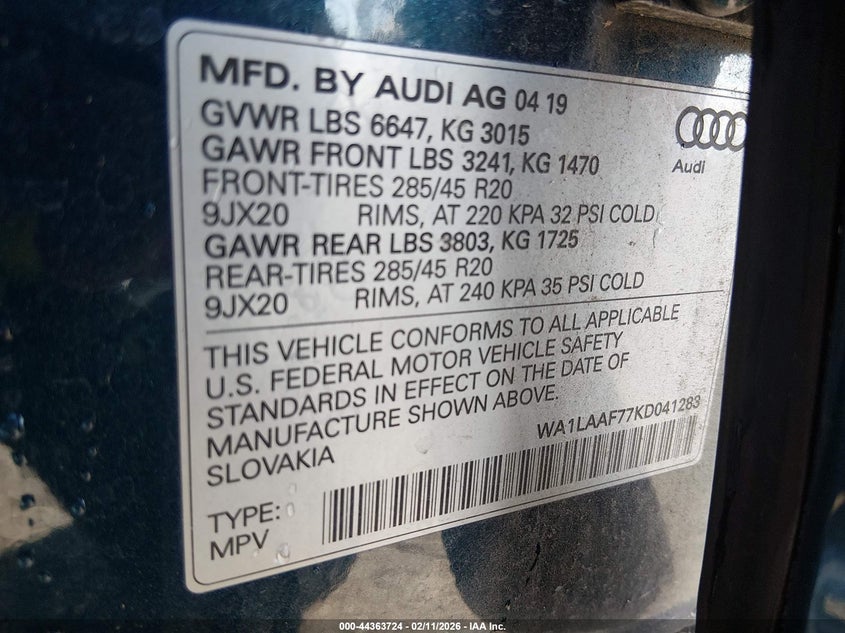 MFD. BY AUDI AG 04 19
GVWR LBS 6647, KG 3015
GAWR FRONT LBS 3241, KG 1470
FRONT-TIRES 285/45 R20
9JX20 RIMS, AT 220 KPA 32 PSI COLD
GAWR REAR LBS 3803, KG 1725
REAR-TIRES 285/45 R20
9JX20 RIMS, AT 240 KPA 35 PSI COLD
Audi
THIS VEHICLE CONFORMS TO ALL APPLICABLE
U.S. FEDERAL MOTOR VEHICLE SAFETY
STANDARDS IN EFFECT ON THE DATE OF
MANUFACTURE SHOWN ABOVE.
SLOVAKIA
WA1LAAF77KD041283
TYPE:
MPV
000-44363724 - 02/11/2026 - IAA Inc.